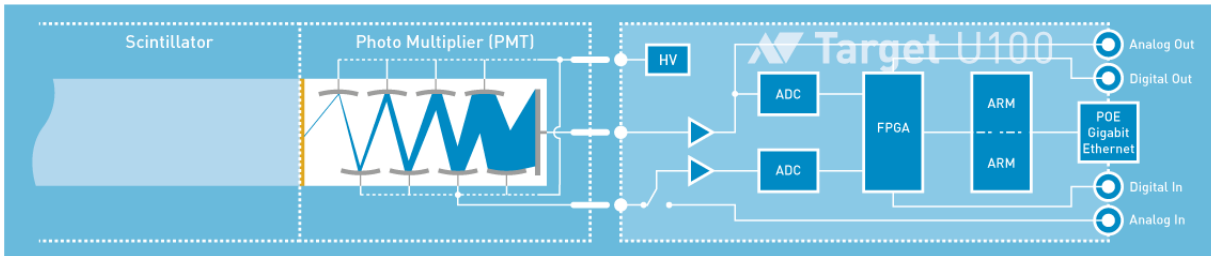 Scintillator
Photo Multiplier (PMT)
Target U100
HV
ADC
ADC
FPGA
ARM
ARM
Analog Out
Digital Out
POE
Gigabit
Ethernet
Digital In
Analog In